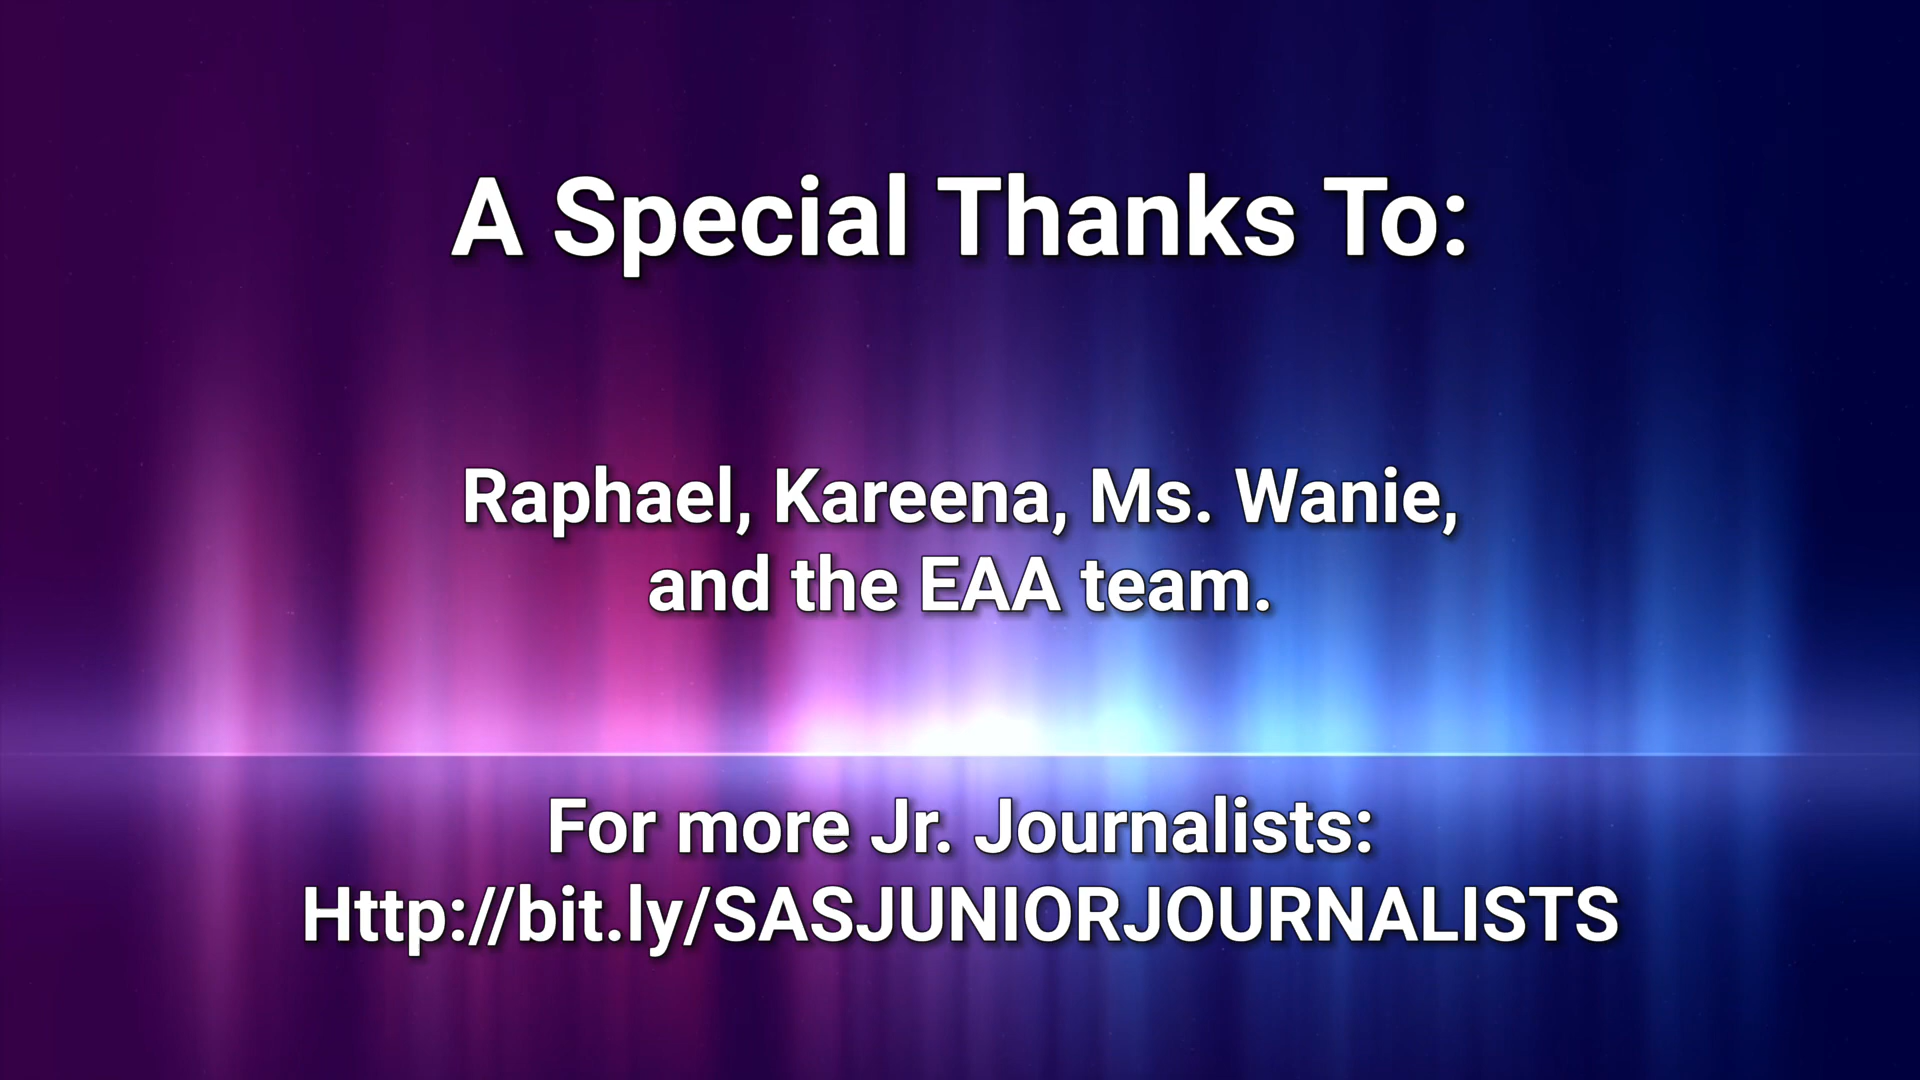 A Special Thanks To:
Raphael, Kareena, Ms. Wanie,
and the EAA team.
For more Jr. Journalists:
Http://bit.ly/SASJUNIORJOURNALISTS